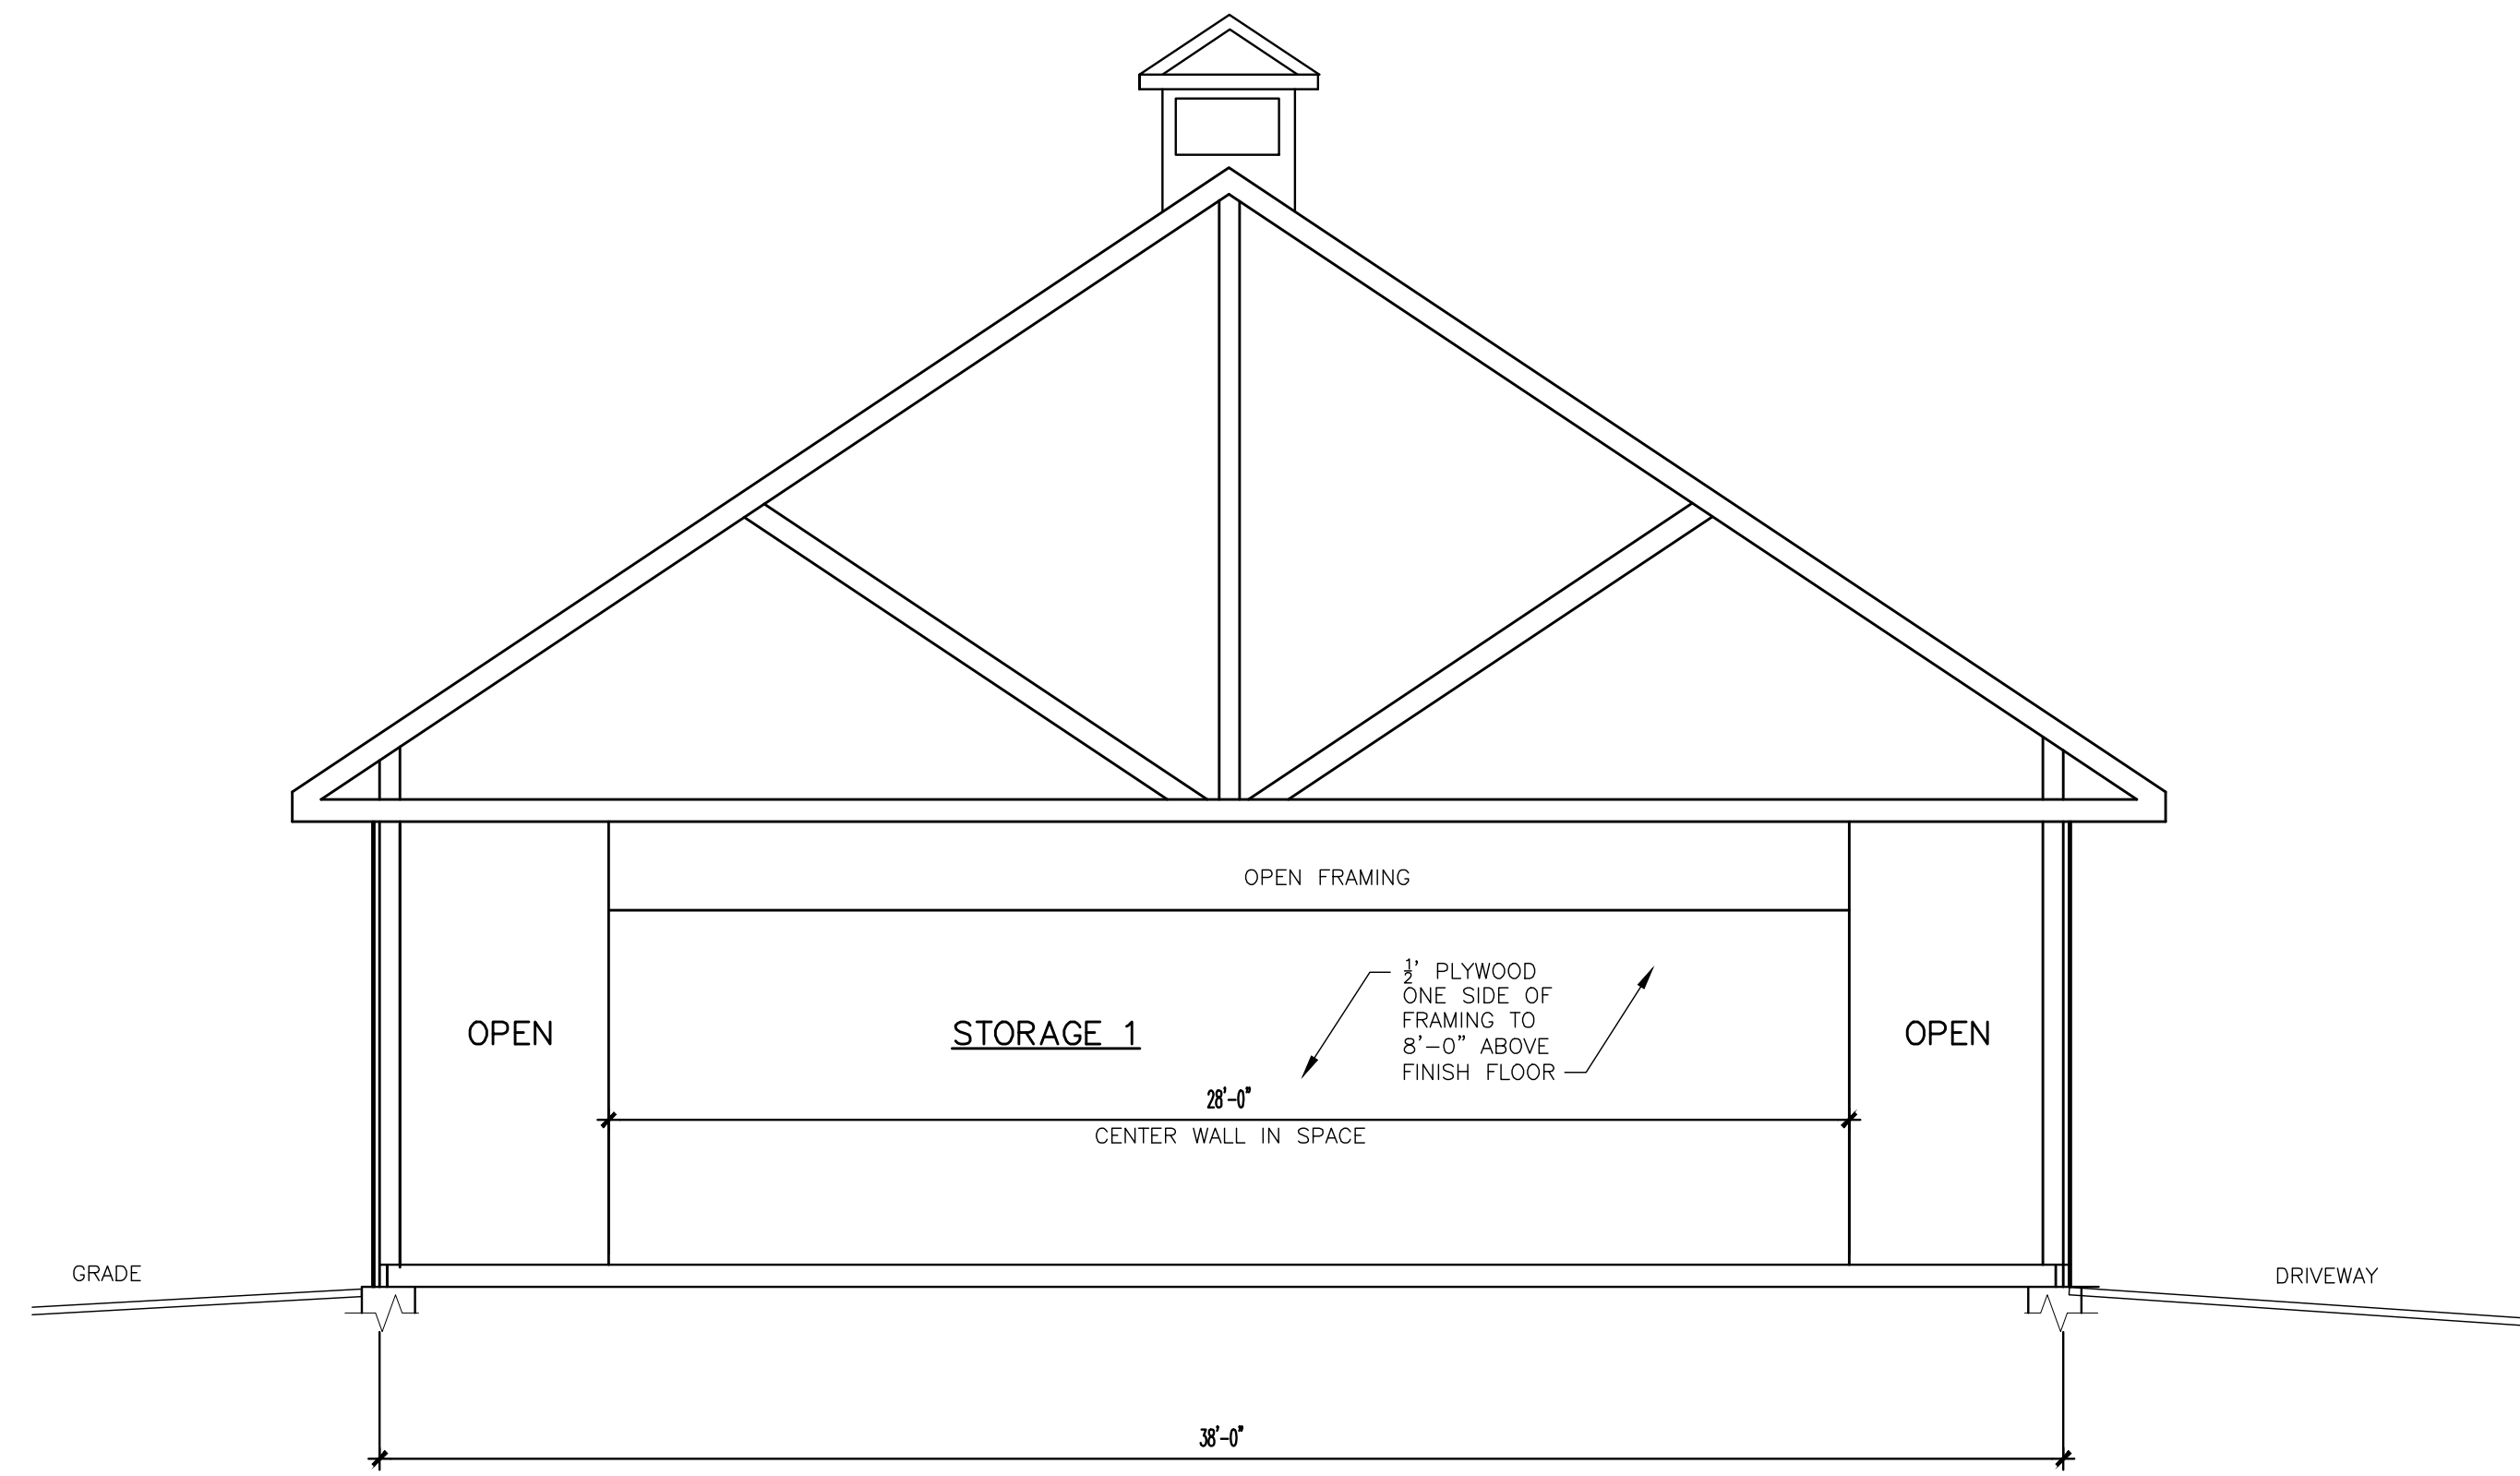 OPEN FRAMING
½' PLYWOOD
ONE SIDE OF
FRAMING TO
8'-0" ABOVE
FINISH FLOOR
OPEN
STORAGE 1
OPEN
28'-0"
CENTER WALL IN SPACE
GRADE
DRIVEWAY
38'-0"